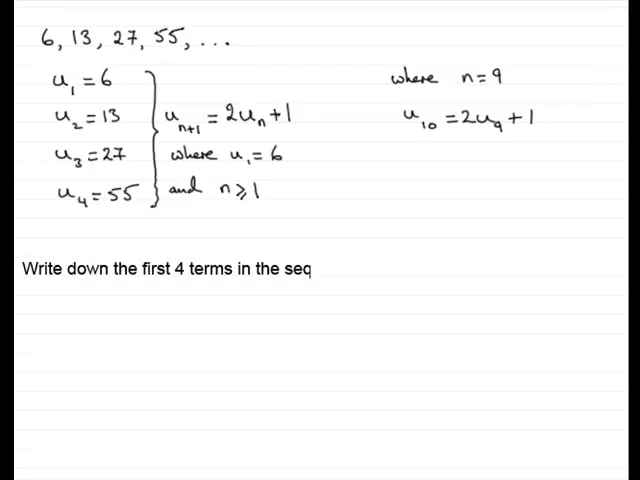 6, 13, 27, 55, ...
u₁ = 6
u₂ = 13
u₃ = 27
u₄ = 55
uₙ₊₁ = 2uₙ + 1
where u₁ = 6
and n ⩾ 1
where n = 9
u₁₀ = 2u₉ + 1
Write down the first 4 terms in the seq